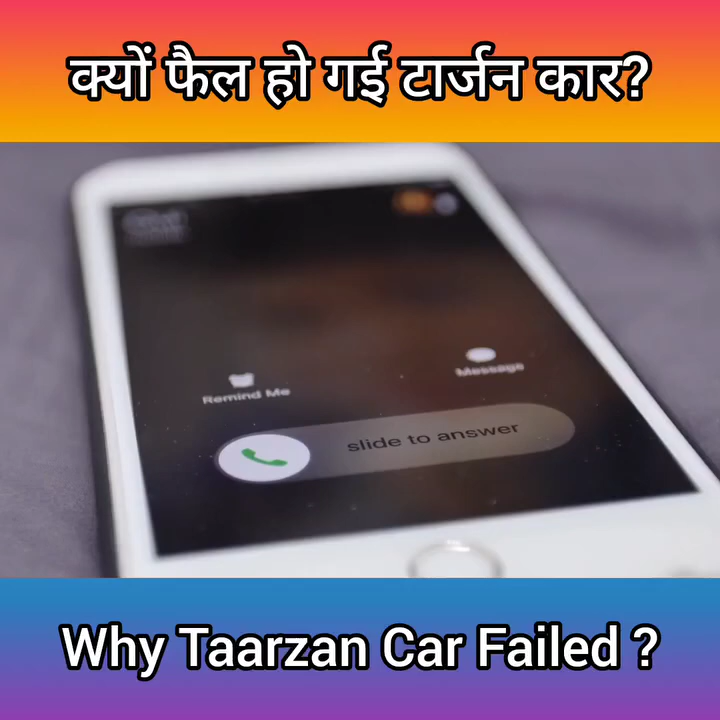 क्यों फैल हो गई टार्जन कार?
Message
Remind Me
slide to answer
Why Taarzan Car Failed ?